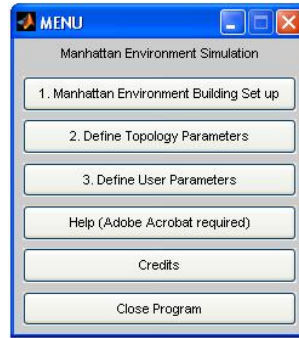 MENU
Manhattan Environment Simulation
1. Manhattan Environment Building Set up
2. Define Topology Parameters
3. Define User Parameters
Help (Adobe Acrobat required)
Credits
Close Program